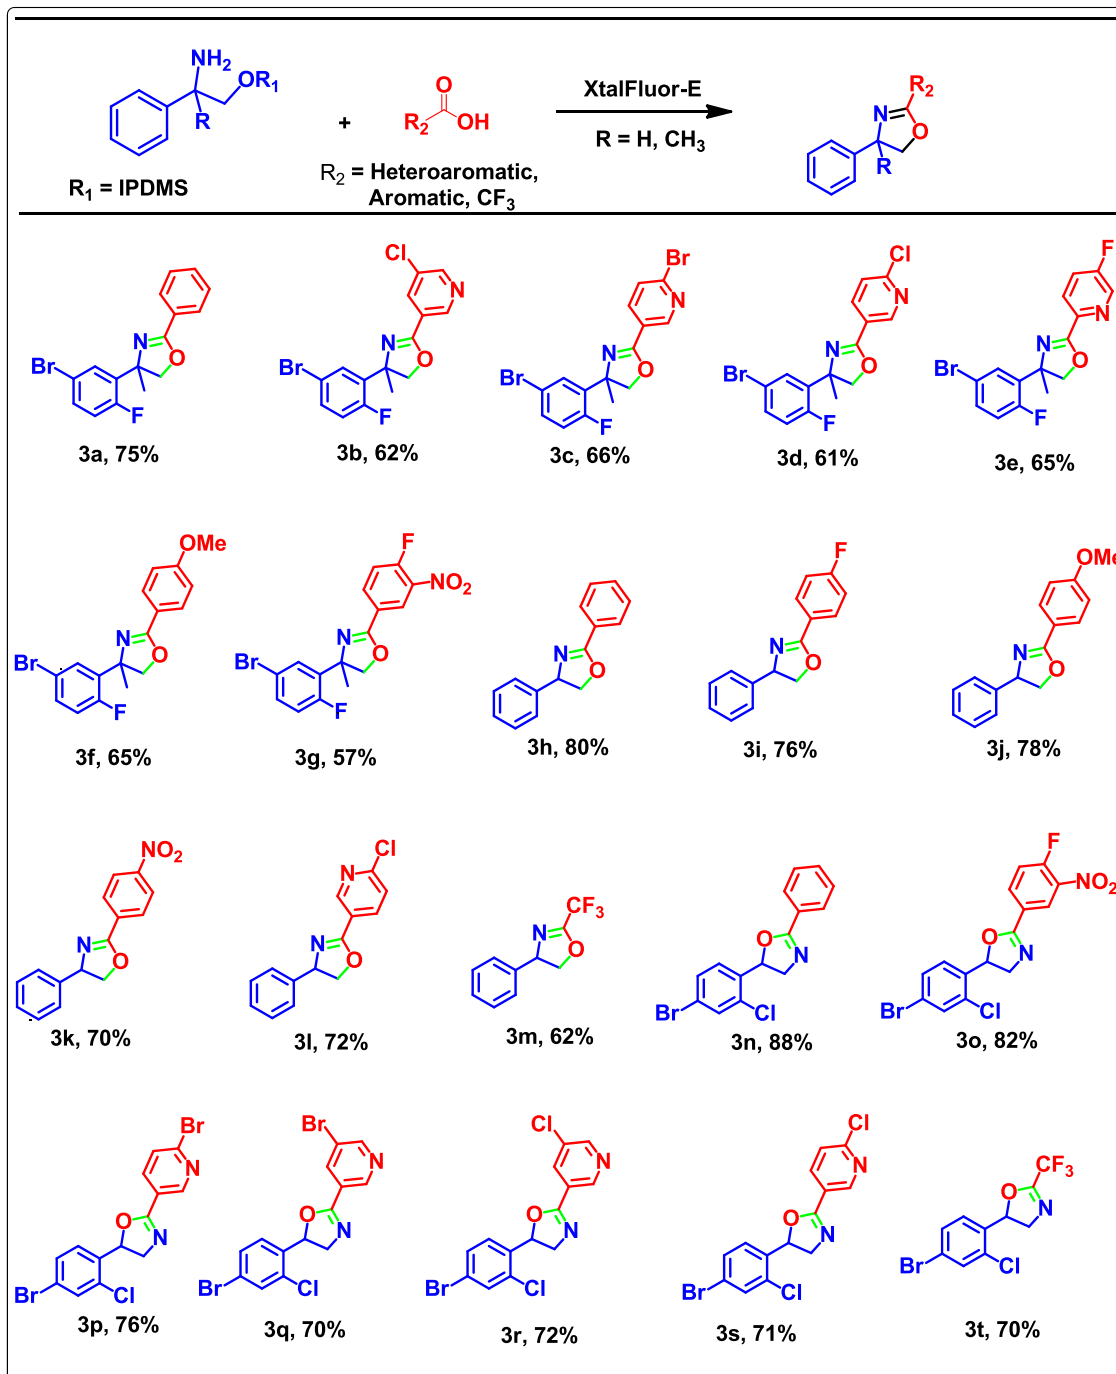 NH2
OR1
R
R1 = IPDMS
+
O
R2
OH
R2 = Heteroaromatic,
Aromatic, CF3
XtalFluor-E
R = H, CH3
R2
N
O
R
N
O
Br
F
3a, 75%
Cl
N
N
O
Br
F
3b, 62%
Br
N
N
O
Br
F
3c, 66%
Cl
N
N
O
Br
F
3d, 61%
F
N
N
O
Br
F
3e, 65%
OMe
N
O
Br
F
3f, 65%
F
NO2
N
O
Br
F
3g, 57%
N
O
3h, 80%
F
N
O
3i, 76%
OMe
N
O
3j, 78%
NO2
N
O
3k, 70%
Cl
N
N
O
3l, 72%
CF3
N
O
3m, 62%
O
N
Br
Cl
3n, 88%
F
NO2
O
N
Br
Cl
3o, 82%
Br
N
O
N
Br
Cl
3p, 76%
Br
N
O
N
Br
Cl
3q, 70%
Cl
N
O
N
Br
Cl
3r, 72%
Cl
N
O
N
Br
Cl
3s, 71%
CF3
O
N
Br
Cl
3t, 70%